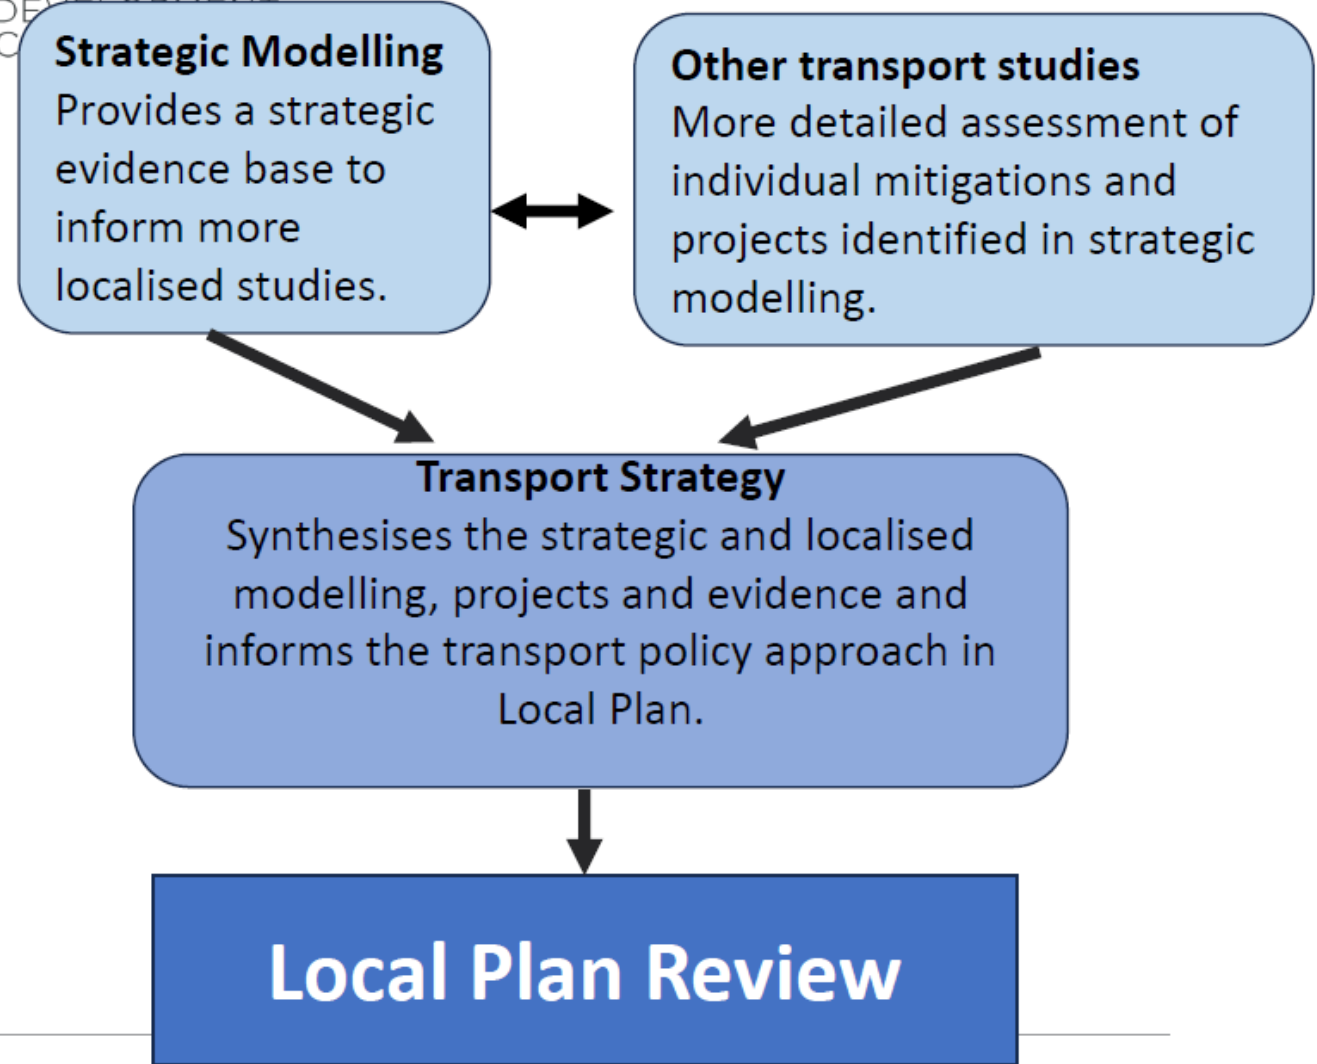 Strategic Modelling
Provides a strategic
evidence base to
inform more
localised studies.
Other transport studies
More detailed assessment of
individual mitigations and
projects identified in strategic
modelling.
Transport Strategy
Synthesises the strategic and localised
modelling, projects and evidence and
informs the transport policy approach in
Local Plan.
Local Plan Review